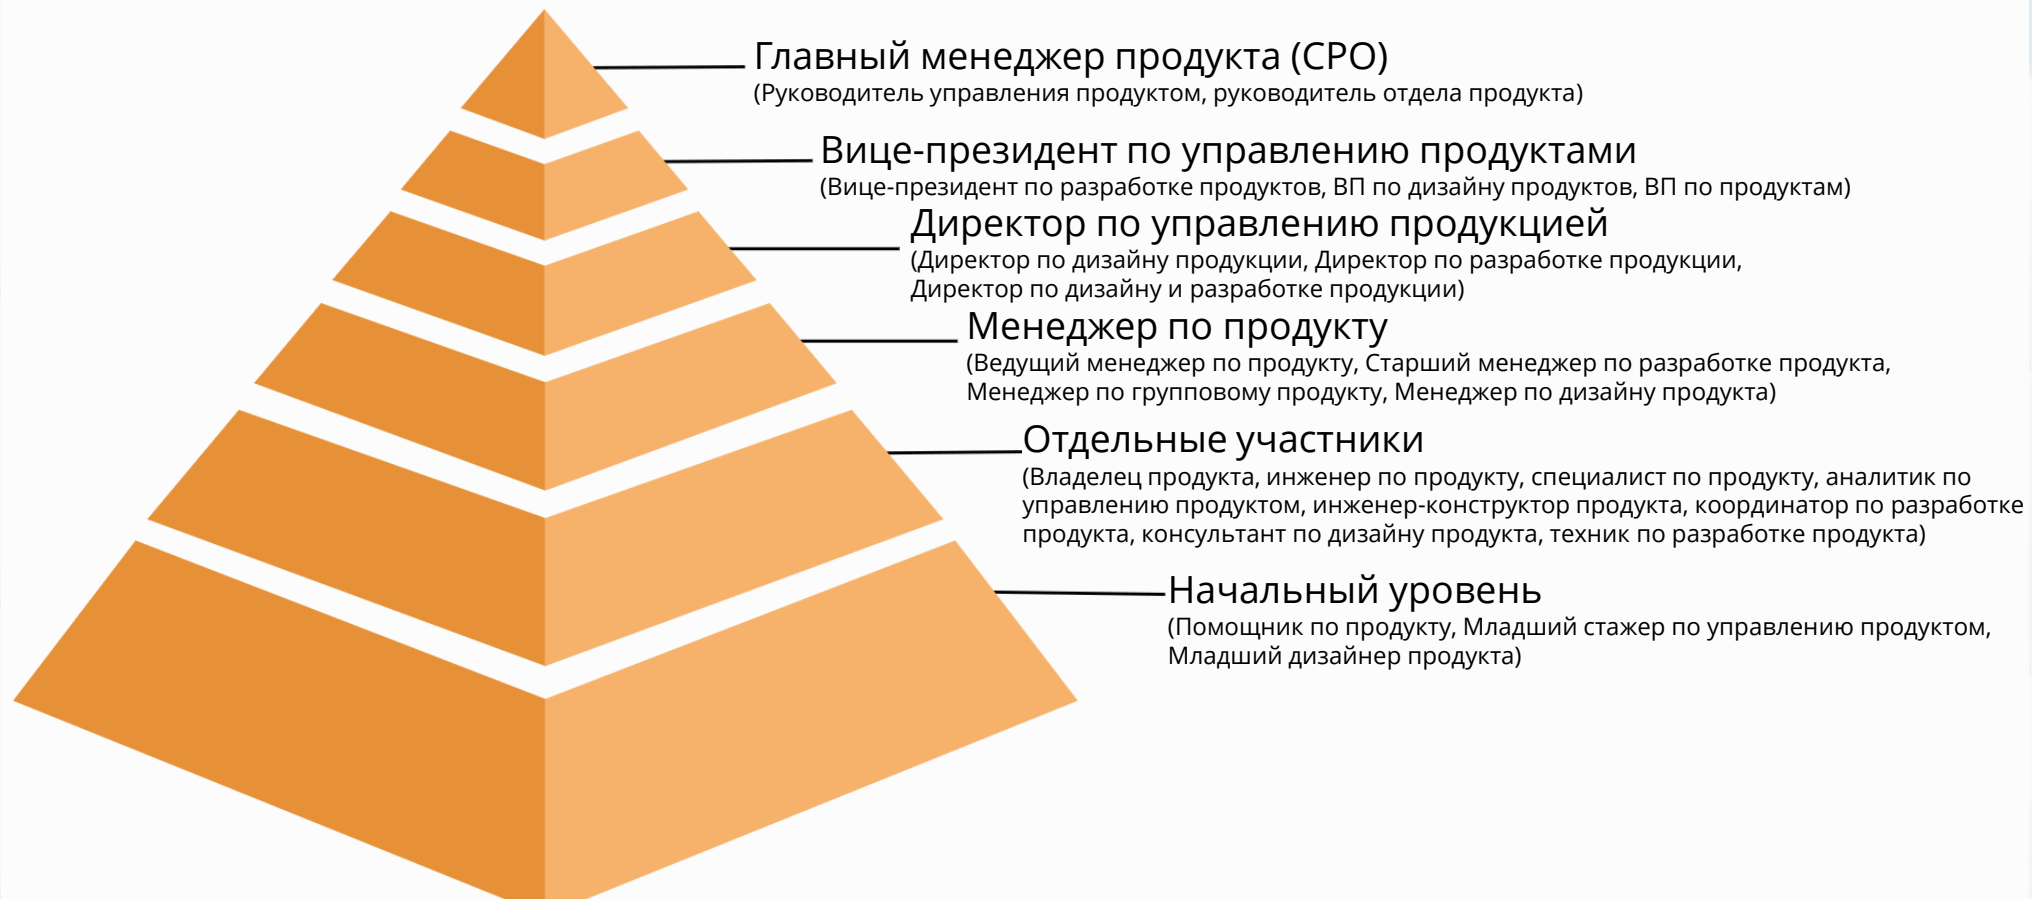 Главный менеджер продукта (CPO)
(Руководитель управления продуктом, руководитель отдела продукта)
Вице-президент по управлению продуктами
(Вице-президент по разработке продуктов, ВП по дизайну продуктов, ВП по продуктам)
Директор по управлению продукцией
(Директор по дизайну продукции, Директор по разработке продукции,
Директор по дизайну и разработке продукции)
Менеджер по продукту
(Ведущий менеджер по продукту, Старший менеджер по разработке продукта,
Менеджер по групповому продукту, Менеджер по дизайну продукта)
Отдельные участники
(Владелец продукта, инженер по продукту, специалист по продукту, аналитик по
управлению продуктом, инженер-конструктор продукта, координатор по разработке
продукта, консультант по дизайну продукта, техник по разработке продукта)
Начальный уровень
(Помощник по продукту, Младший стажер по управлению продуктом,
Младший дизайнер продукта)